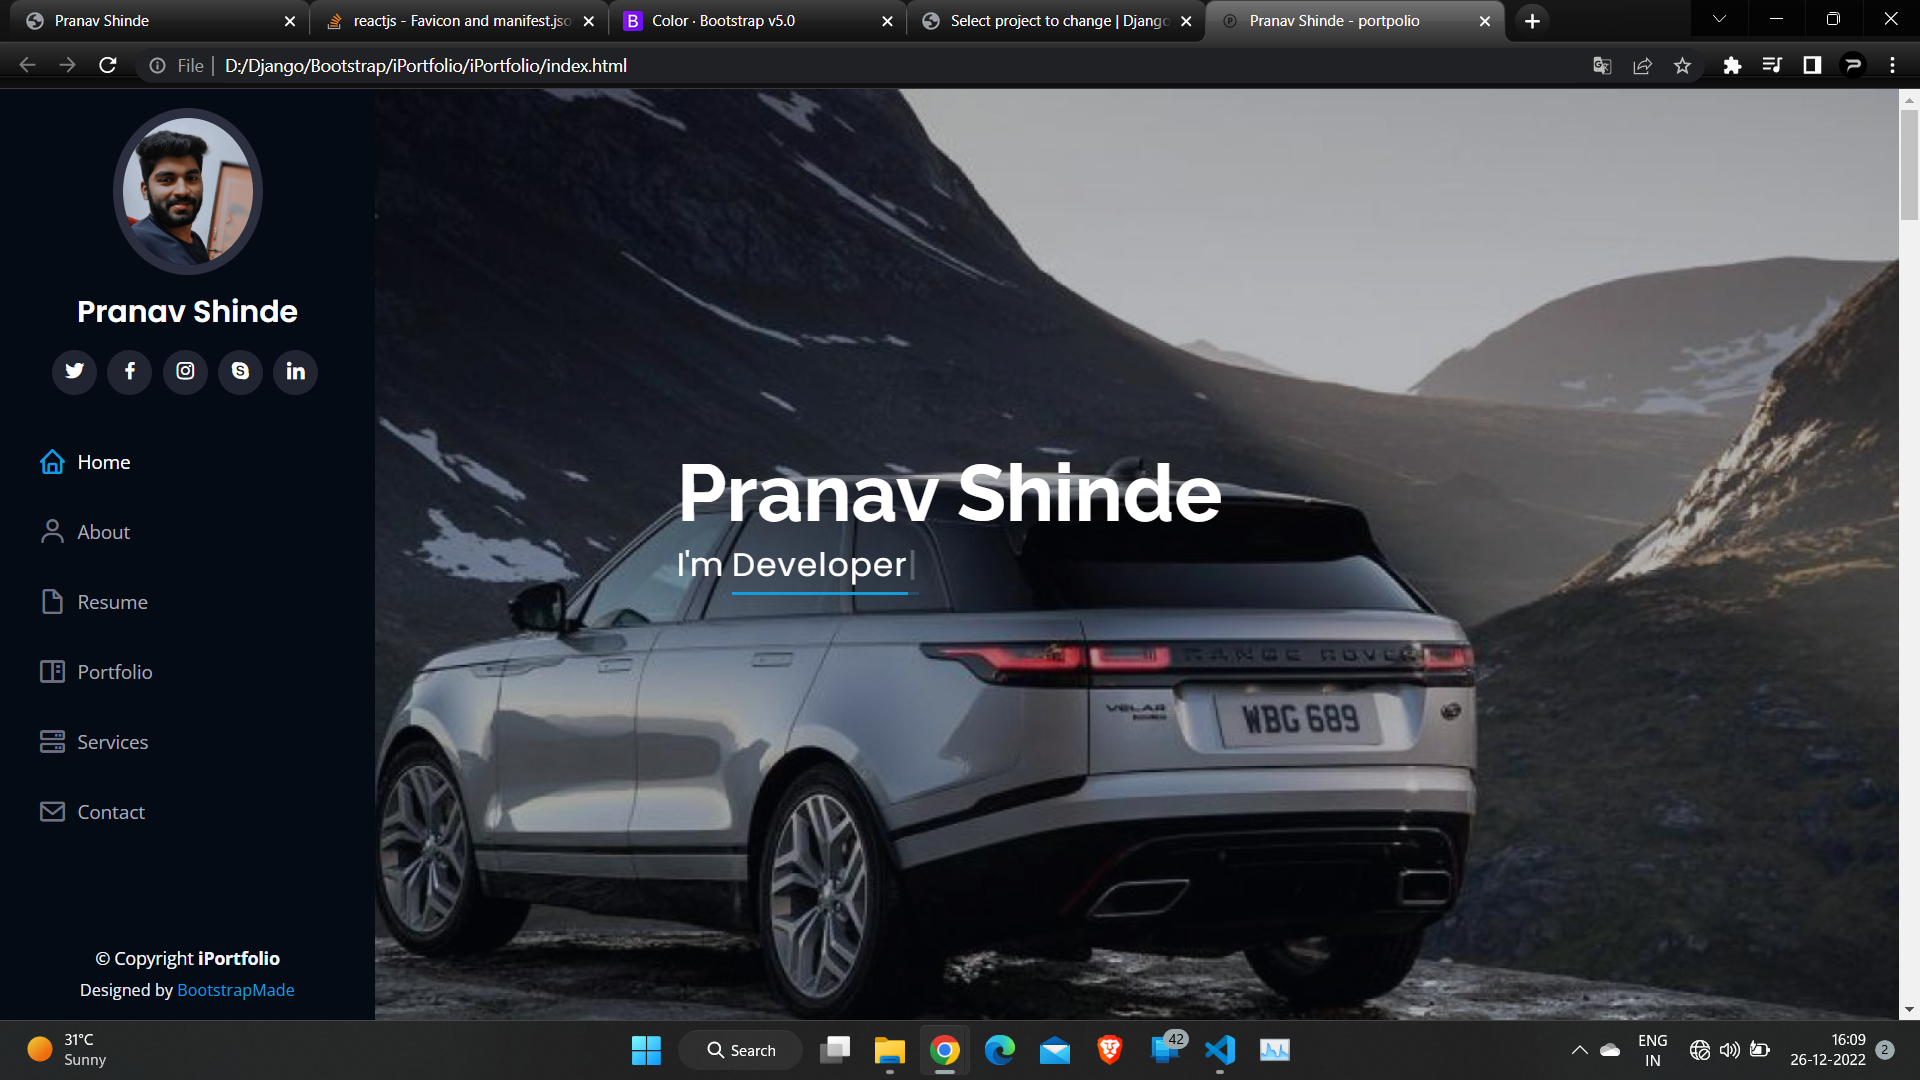 Pranav Shinde
reactjs - Favicon and manifest.jso
Color · Bootstrap v5.0
Select project to change | Django
Pranav Shinde - portpolio
File
D:/Django/Bootstrap/iPortfolio/iPortfolio/index.html
Pranav Shinde
Home
About
Resume
Portfolio
Services
Contact
© Copyright iPortfolio
Designed by BootstrapMade
Pranav Shinde
I'm Developer
RANGE ROVER
VELAR
WBG 689
31°C
Sunny
Search
42
ENG
IN
16:09
26-12-2022
2